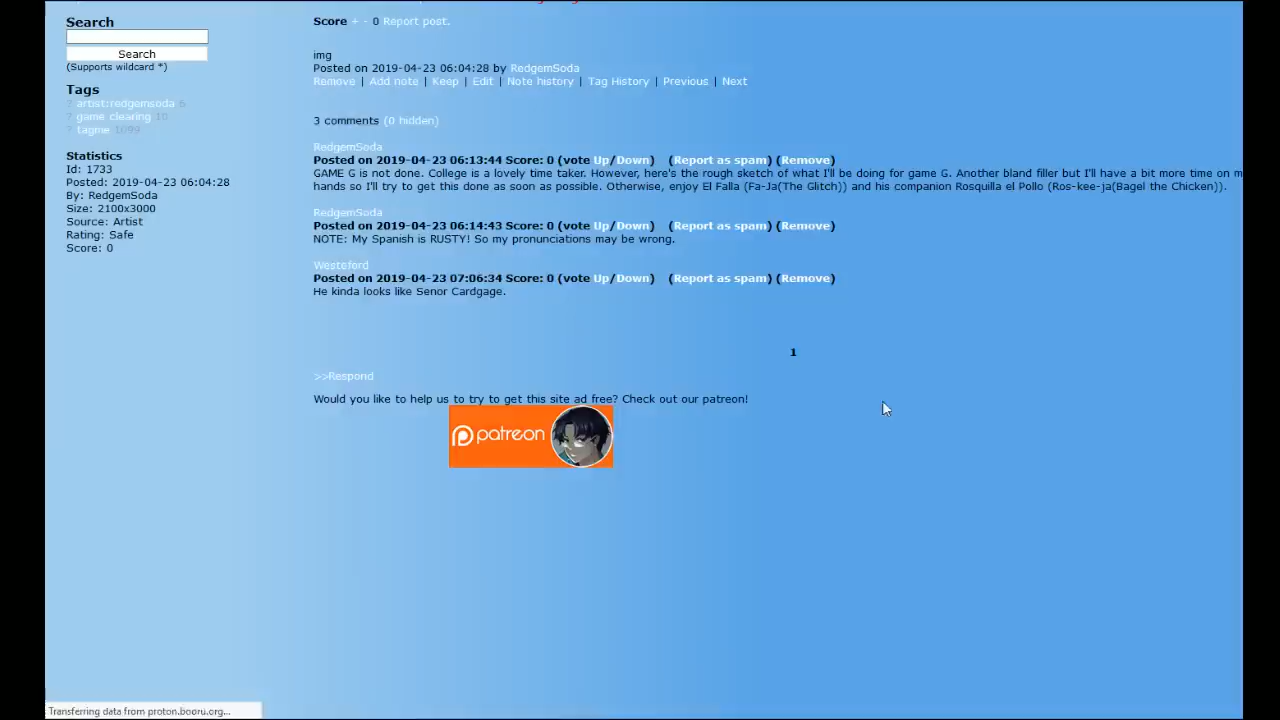 Search
Search
(Supports wildcard *)
Tags
? artist:redgemsoda 6
? game clearing 10
? tagme 1099
Statistics
Id: 1733
Posted: 2019-04-23 06:04:28
By: RedgemSoda
Size: 2100x3000
Source: Artist
Rating: Safe
Score: 0
Score + - 0 Report post.
img
Posted on 2019-04-23 06:04:28 by RedgemSoda
Remove | Add note | Keep | Edit | Note history | Tag History | Previous | Next
3 comments (0 hidden)
RedgemSoda
Posted on 2019-04-23 06:13:44 Score: 0 (vote Up/Down) (Report as spam) (Remove)
GAME G is not done. College is a lovely time taker. However, here's the rough sketch of what I'll be doing for game G. Another bland filler but I'll have a bit more time on m
hands so I'll try to get this done as soon as possible. Otherwise, enjoy El Falla (Fa-Ja(The Glitch)) and his companion Rosquilla el Pollo (Ros-kee-ja(Bagel the Chicken)).
RedgemSoda
Posted on 2019-04-23 06:14:43 Score: 0 (vote Up/Down) (Report as spam) (Remove)
NOTE: My Spanish is RUSTY! So my pronunciations may be wrong.
Westeford
Posted on 2019-04-23 07:06:34 Score: 0 (vote Up/Down) (Report as spam) (Remove)
He kinda looks like Senor Cardgage.
1
>>Respond
Would you like to help us to try to get this site ad free? Check out our patreon!
patreon
Transferring data from proton.booru.org...